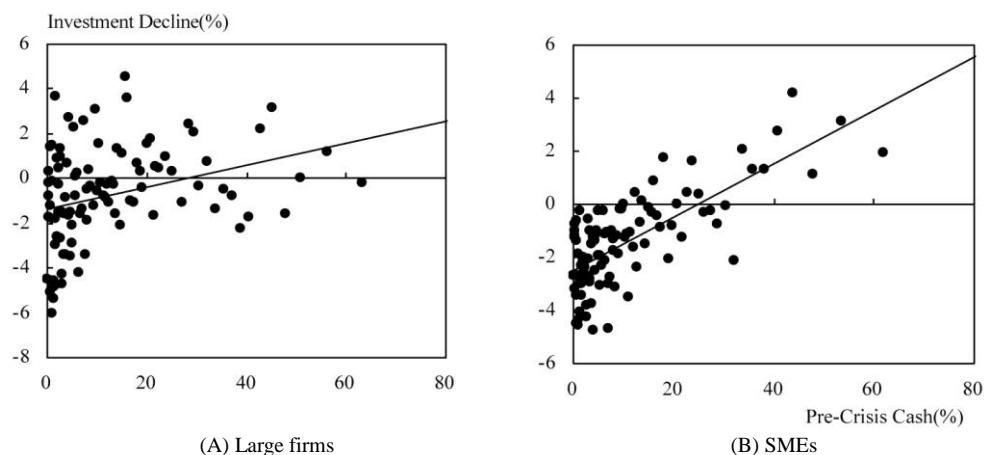 Investment Decline(%)
6
4
2
0
-2
-4
-6
-8
0 20 40 60 80
(A) Large firms
6
4
2
0
-2
-4
-6
0 20 40 60 80
Pre-Crisis Cash(%)
(B) SMEs